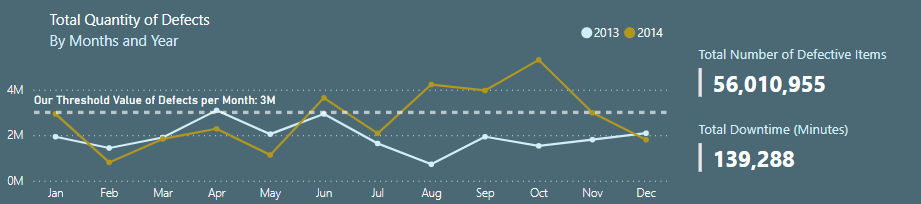 Total Quantity of Defects
By Months and Year
2013 2014
4M
Our Threshold Value of Defects per Month: 3M
2M
0M
Jan Feb Mar Apr May Jun Jul Aug Sep Oct Nov Dec
Total Number of Defective Items
56,010,955
Total Downtime (Minutes)
139,288